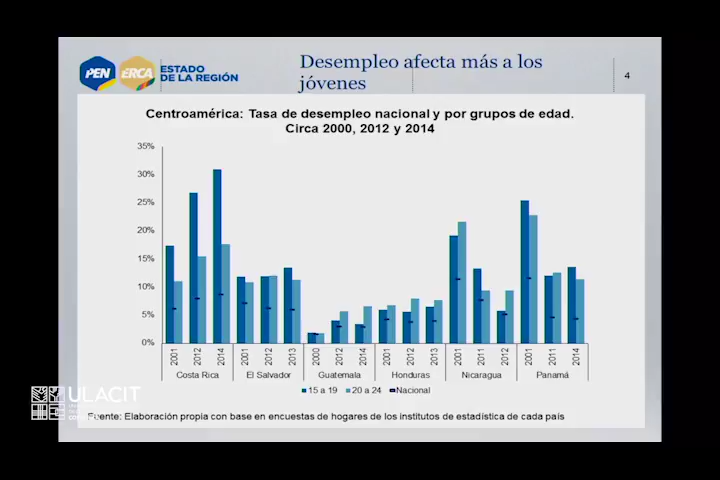 PEN
ERCA
ESTADO
DE LA REGIÓN
Desempleo afecta más a los
jóvenes
4
Centroamérica: Tasa de desempleo nacional y por grupos de edad.
Circa 2000, 2012 y 2014
35%
30%
25%
20%
15%
10%
5%
0%
2001 2012 2014 2001 2012 2013 2000 2012 2014 2001 2012 2013 2001 2011 2012 2001 2011 2014
Costa Rica El Salvador Guatemala Honduras Nicaragua Panamá
15 a 19 20 a 24 Nacional
ULACIT
Fuente: Elaboración propia con base en encuestas de hogares de los institutos de estadística de cada país